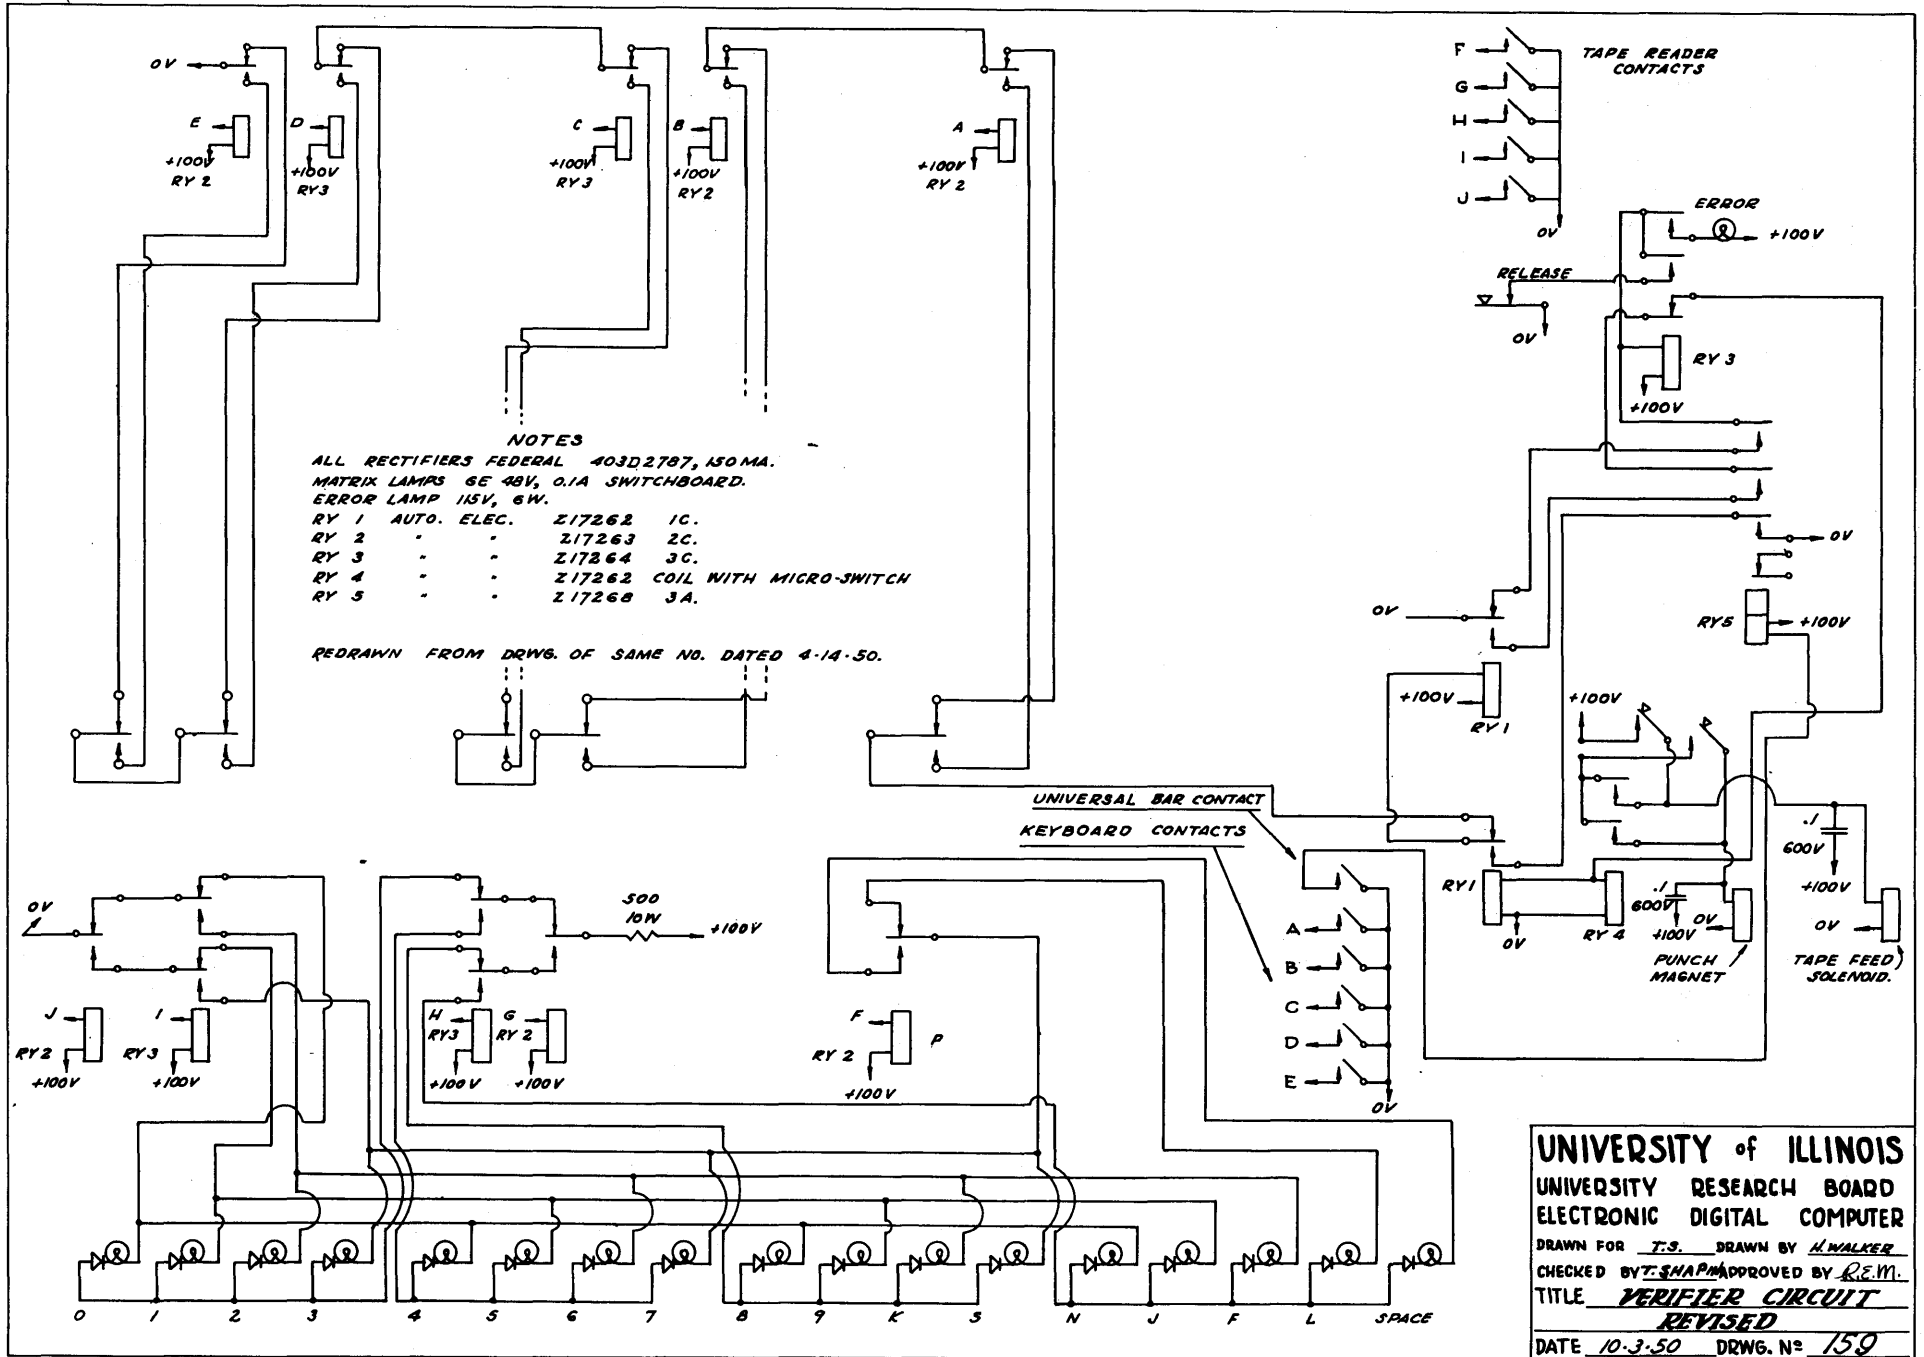 0V
E
+100V
RY 2
D
+100V
RY3
C
+100V
RY 3
B
+100V
RY2
A
+100V
RY 2
F
G
H
I
J
0V
TAPE READER
CONTACTS
ERROR
+100V
RELEASE
0V
RY 3
+100V
NOTES
ALL RECTIFIERS FEDERAL 403D2787, 150MA.
MATRIX LAMPS GE 48V, 0.1A SWITCHBOARD.
ERROR LAMP 115V, 6W.
RY 1 AUTO. ELEC. Z17262 1C.
RY 2 " " Z17263 2C.
RY 3 " " Z17264 3C.
RY 4 " " Z17262 COIL WITH MICRO-SWITCH
RY 5 " " Z17268 3A.
REDRAWN FROM DRWG. OF SAME NO. DATED 4-14-50.
0V
0V
RY5
+100V
+100V
RY 1
+100V
UNIVERSAL BAR CONTACT
KEYBOARD CONTACTS
A
B
C
D
E
0V
RY1
0V
RY 4
.1
600V
+100V
.1
600V
+100V
0V
PUNCH
MAGNET
0V
TAPE FEED
SOLENOID.
0V
J
RY2
+100V
I
RY3
+100V
H
RY3
+100V
G
RY 2
+100V
500
10W
+100V
F
RY 2
+100V
P
0 1 2 3 4 5 6 7 8 9 K S N J F L SPACE
UNIVERSITY of ILLINOIS
UNIVERSITY RESEARCH BOARD
ELECTRONIC DIGITAL COMPUTER
DRAWN FOR T.S. DRAWN BY H. WALKER
CHECKED BY T. SHAPIN APPROVED BY R.E.M.
TITLE VERIFIER CIRCUIT
REVISED
DATE 10-3-50 DRWG. Nº 159